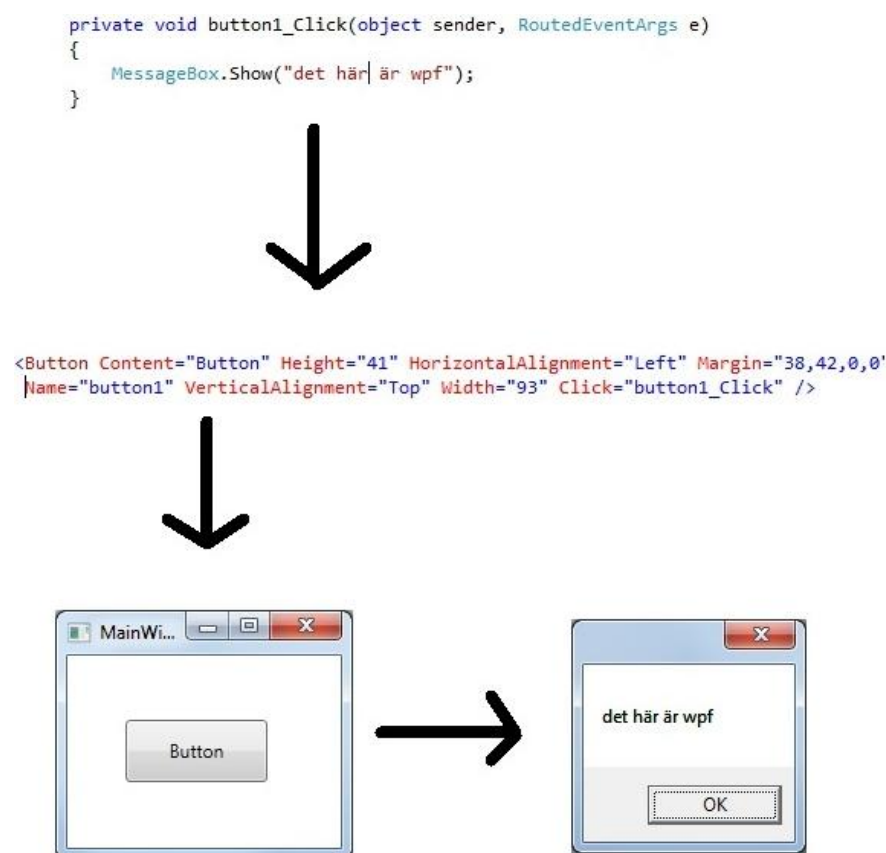 private void button1_Click(object sender, RoutedEventArgs e)
{
MessageBox.Show("det här är wpf");
}
<Button Content="Button" Height="41" HorizontalAlignment="Left" Margin="38,42,0,0"
Name="button1" VerticalAlignment="Top" Width="93" Click="button1_Click" />
MainWi...
Button
det här är wpf
OK